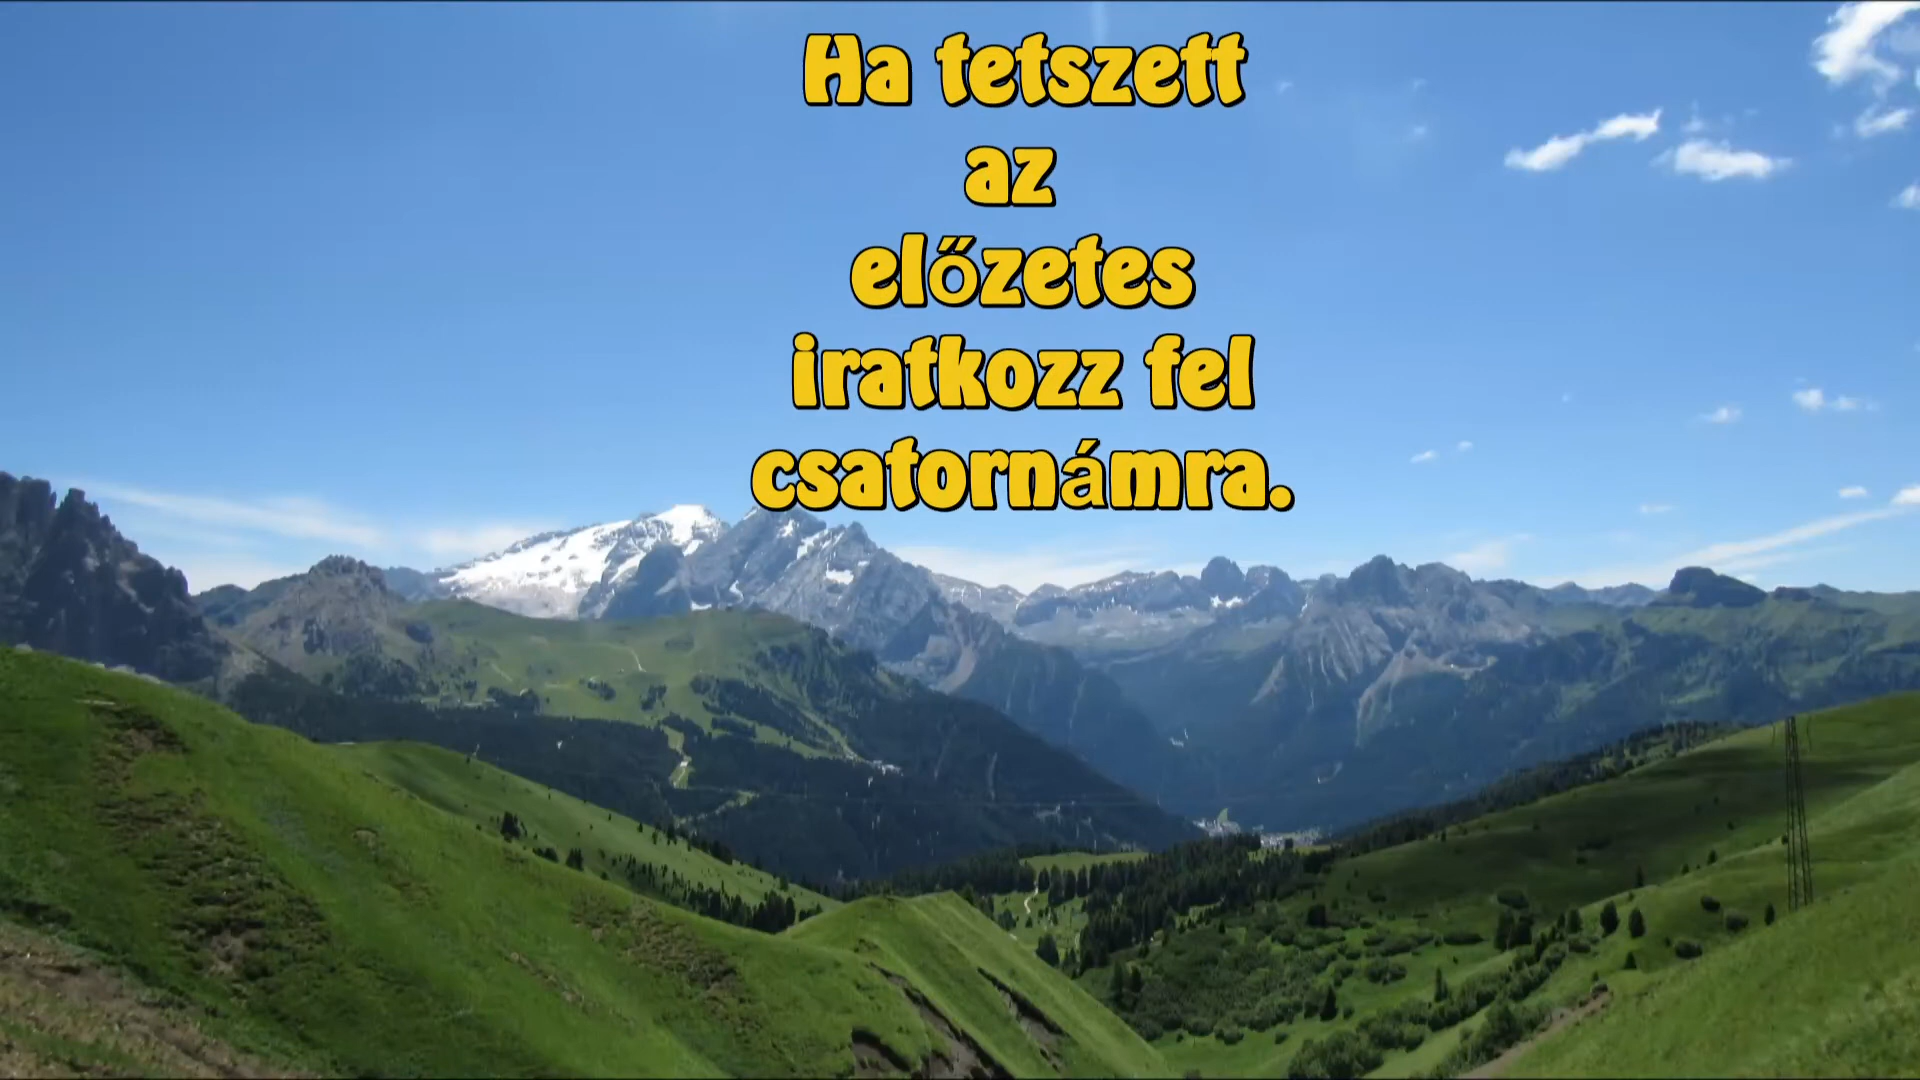 Ha tetszett
az
előzetes
iratkozz fel
csatornámra.